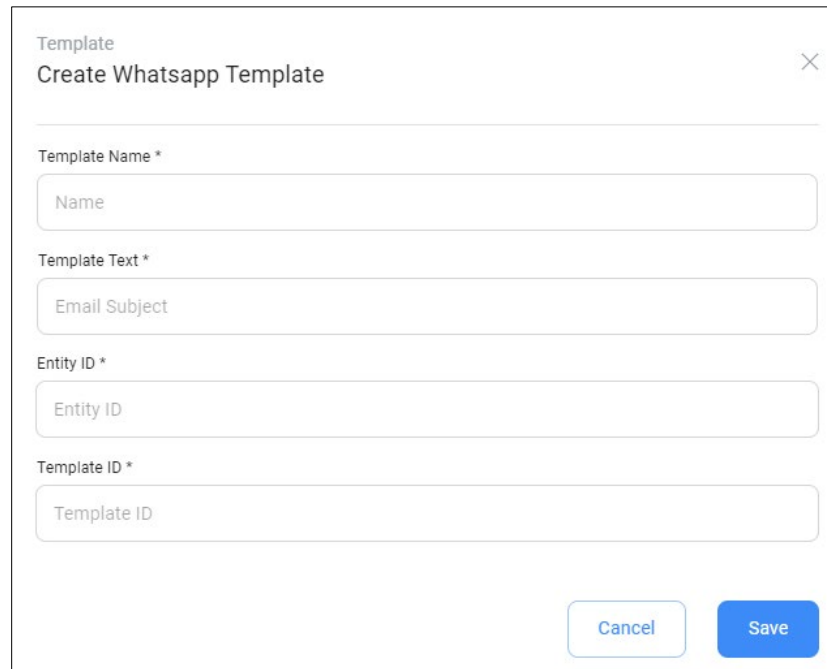 Template
Create Whatsapp Template
Template Name *
Name
Template Text *
Email Subject
Entity ID *
Entity ID
Template ID *
Template ID
Cancel Save